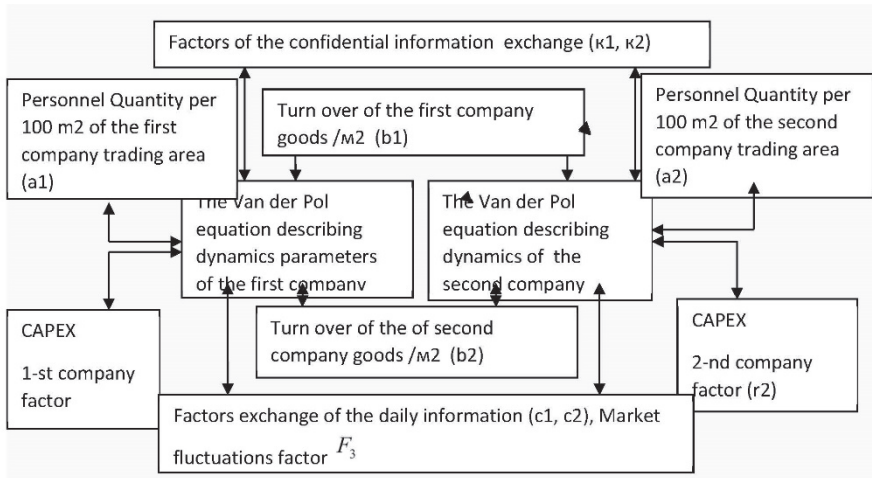 Factors of the confidential information exchange (к1, к2)
Personnel Quantity per
100 m2 of the first
company trading area
(a1)
Turn over of the first company
goods /м2 (b1)
Personnel Quantity per
100 m2 of the second
company trading area
(a2)
The Van der Pol
equation describing
dynamics parameters
of the first company
The Van der Pol
equation describing
dynamics of the
second company
CAPEX
1-st company
factor
Turn over of the of second
company goods /м2 (b2)
CAPEX
2-nd company
factor (r2)
Factors exchange of the daily information (c1, c2), Market
fluctuations factor F₃